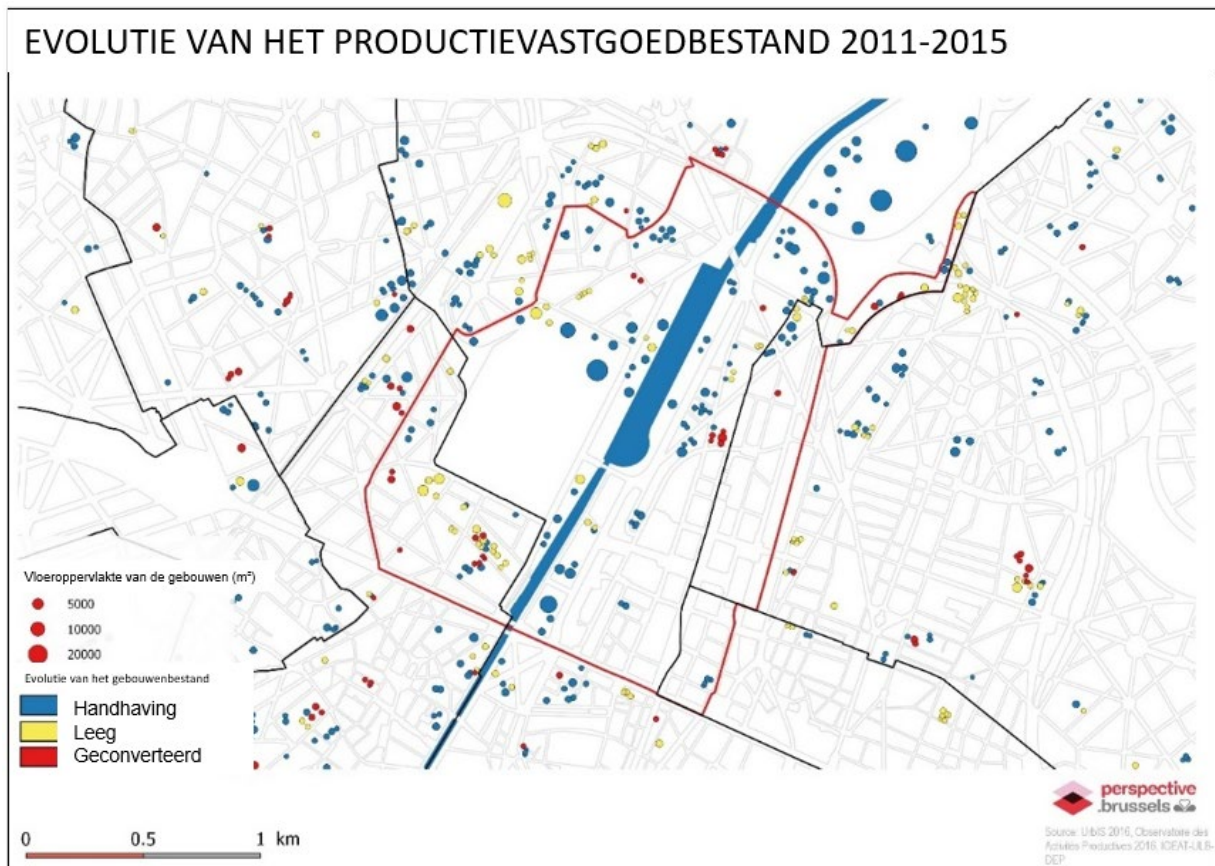 EVOLUTIE VAN HET PRODUCTIEVASTGOEDBESTAND 2011-2015
Vloeroppervlakte van de gebouwen (m²)
5000
10000
20000
Evolutie van het gebouwenbestand
Handhaving
Leeg
Geconverteerd
0 0.5 1 km
perspective
.brussels
Source: UrbIS 2016, Observatoire des
Activités Productives 2016, IGEAT-ULB-
DEP